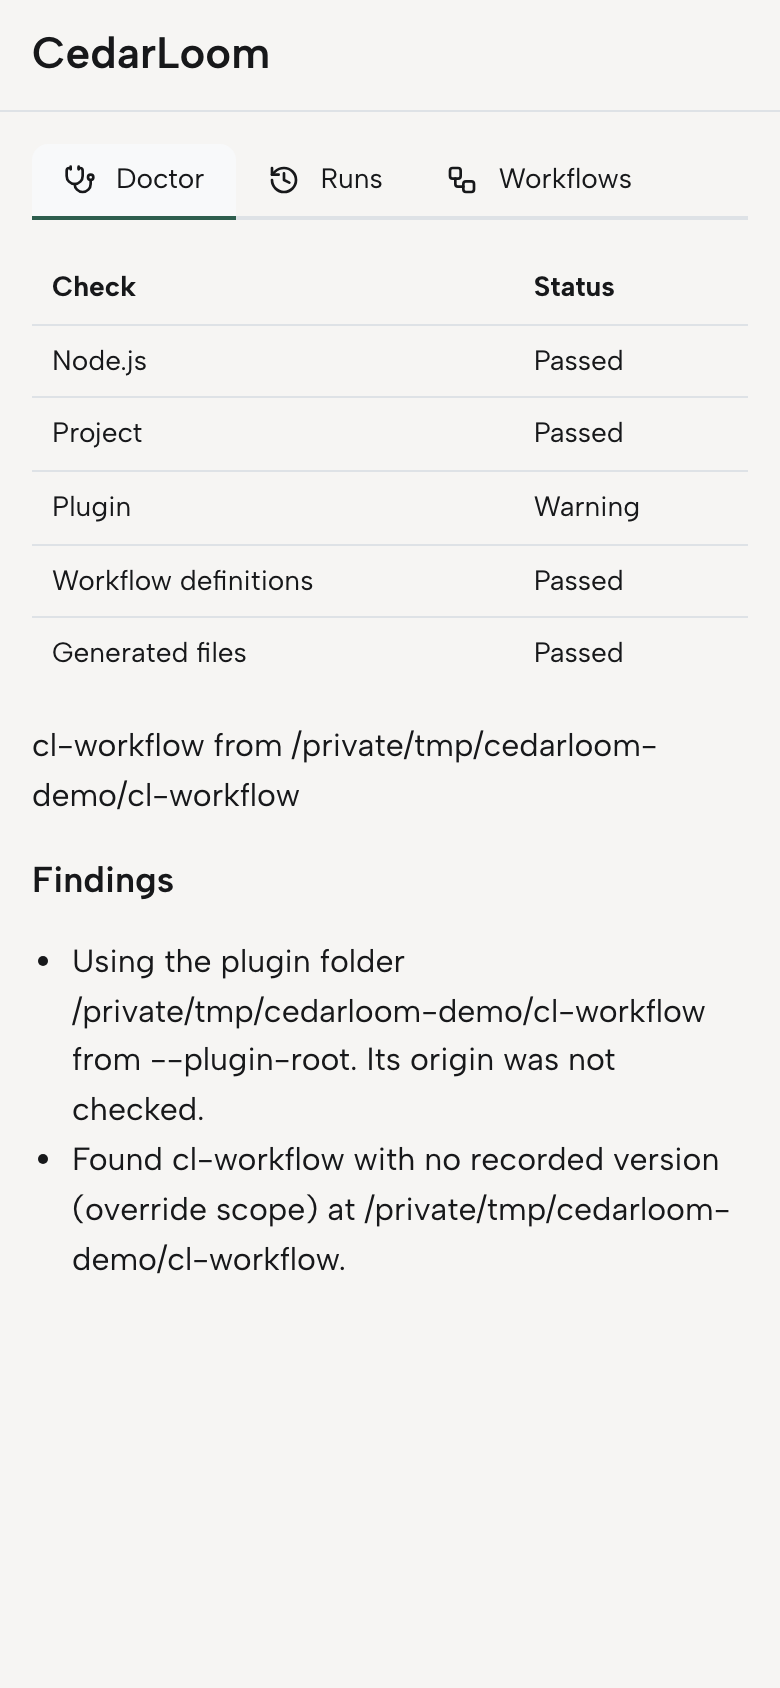 CedarLoom
Doctor
Runs
Workflows
Check Status
Node.js Passed
Project Passed
Plugin Warning
Workflow definitions Passed
Generated files Passed
cl-workflow from /private/tmp/cedarloom-
demo/cl-workflow
Findings
• Using the plugin folder
/private/tmp/cedarloom-demo/cl-workflow
from --plugin-root. Its origin was not
checked.
• Found cl-workflow with no recorded version
(override scope) at /private/tmp/cedarloom-
demo/cl-workflow.